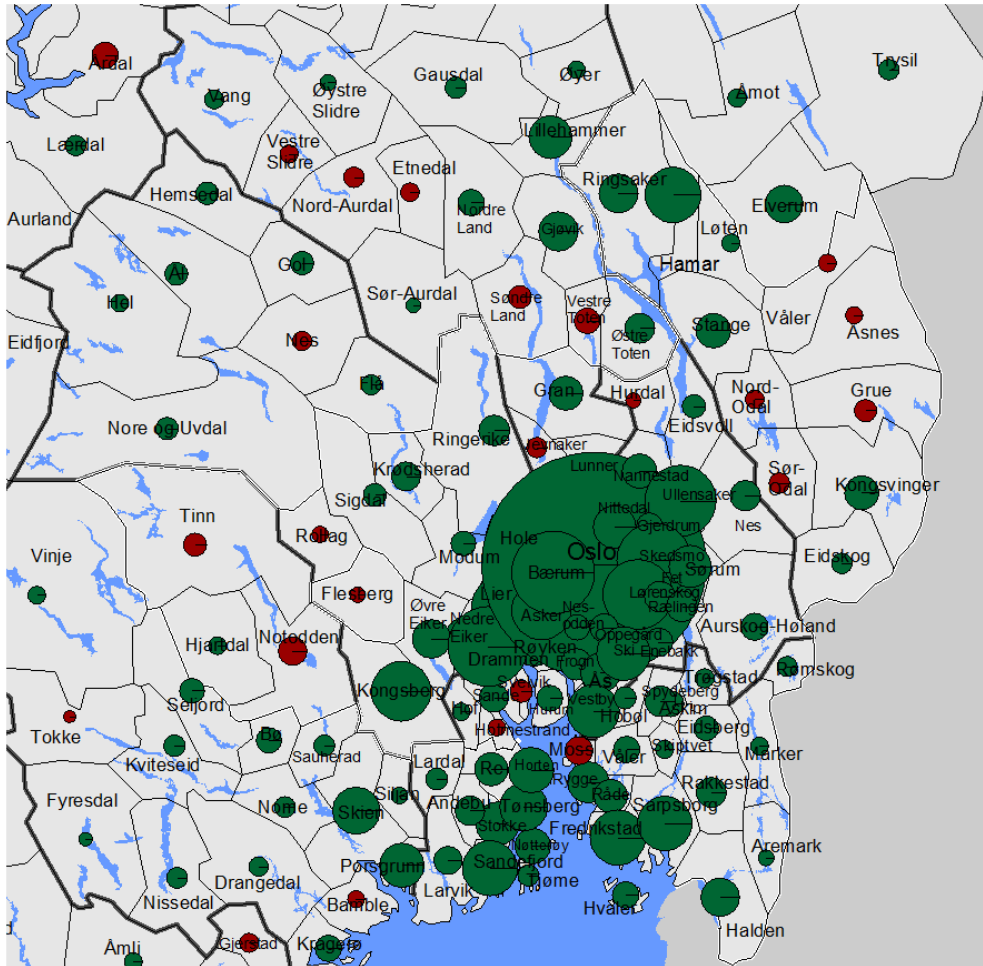 Årdal
Vang
Øystre
Slidre
Gausdal
Øyer
Trysil
Åmot
Lærdal
Vestre
Slidre
Lillehammer
Etnedal
Hemsedal
Nord-Aurdal
Nordre
Land
Ringsaker
Elverum
Løten
Aurland
Gjøvik
Hamar
Ål
Gol
Hol
Sør-Aurdal
Søndre
Land
Vestre
Toten
Østre
Toten
Stange
Våler
Åsnes
Eidfjord
Nes
Flå
Gran
Hurdal
Nord-
Odal
Grue
Nore og Uvdal
Ringerike
Eidsvoll
Jevnaker
Krødsherad
Lunner
Nannestad
Sør-
Odal
Kongsvinger
Sigdal
Ullensaker
Tinn
Nittedal
Gjerdrum
Nes
Rollag
Hole
Oslo
Skedsmo
Vinje
Modum
Bærum
Fet
Sørum
Eidskog
Flesberg
Lier
Lørenskog
Rælingen
Øvre
Eiker
Nedre
Eiker
Asker
Nes-
odden
Aurskog-Høland
Hjartdal
Notodden
Oppegård
Røyken
Ski
Enebakk
Drammen
Frogn
Rømskog
Kongsberg
Svelvik
Ås
Trøgstad
Seljord
Sande
Hof
Hurum
Vestby
Spydeberg
Hobøl
Askim
Tokke
Holmestrand
Eidsberg
Kviteseid
Bø
Sauherad
Lardal
Moss
Våler
Skiptvet
Marker
Re
Horten
Rygge
Rakkestad
Fyresdal
Nome
Siljan
Andebu
Tønsberg
Råde
Sarpsborg
Skien
Stokke
Fredrikstad
Nøtterøy
Aremark
Drangedal
Porsgrunn
Sandefjord
Nissedal
Larvik
Tjøme
Bamble
Hvaler
Halden
Gjerstad
Kragerø
Åmli